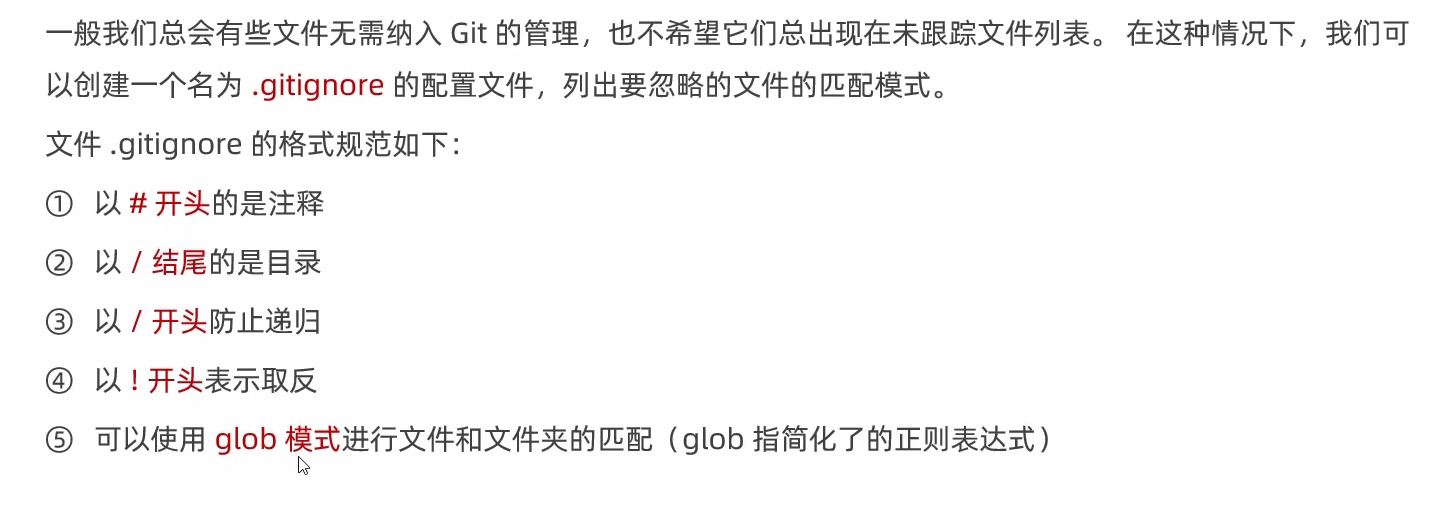 一般我们总会有些文件无需纳入 Git 的管理，也不希望它们总出现在未跟踪文件列表。 在这种情况下，我们可
以创建一个名为 .gitignore 的配置文件，列出要忽略的文件的匹配模式。
文件 .gitignore 的格式规范如下：
① 以 # 开头的是注释
② 以 / 结尾的是目录
③ 以 / 开头防止递归
④ 以 ! 开头表示取反
⑤ 可以使用 glob 模式进行文件和文件夹的匹配（glob 指简化了的正则表达式）